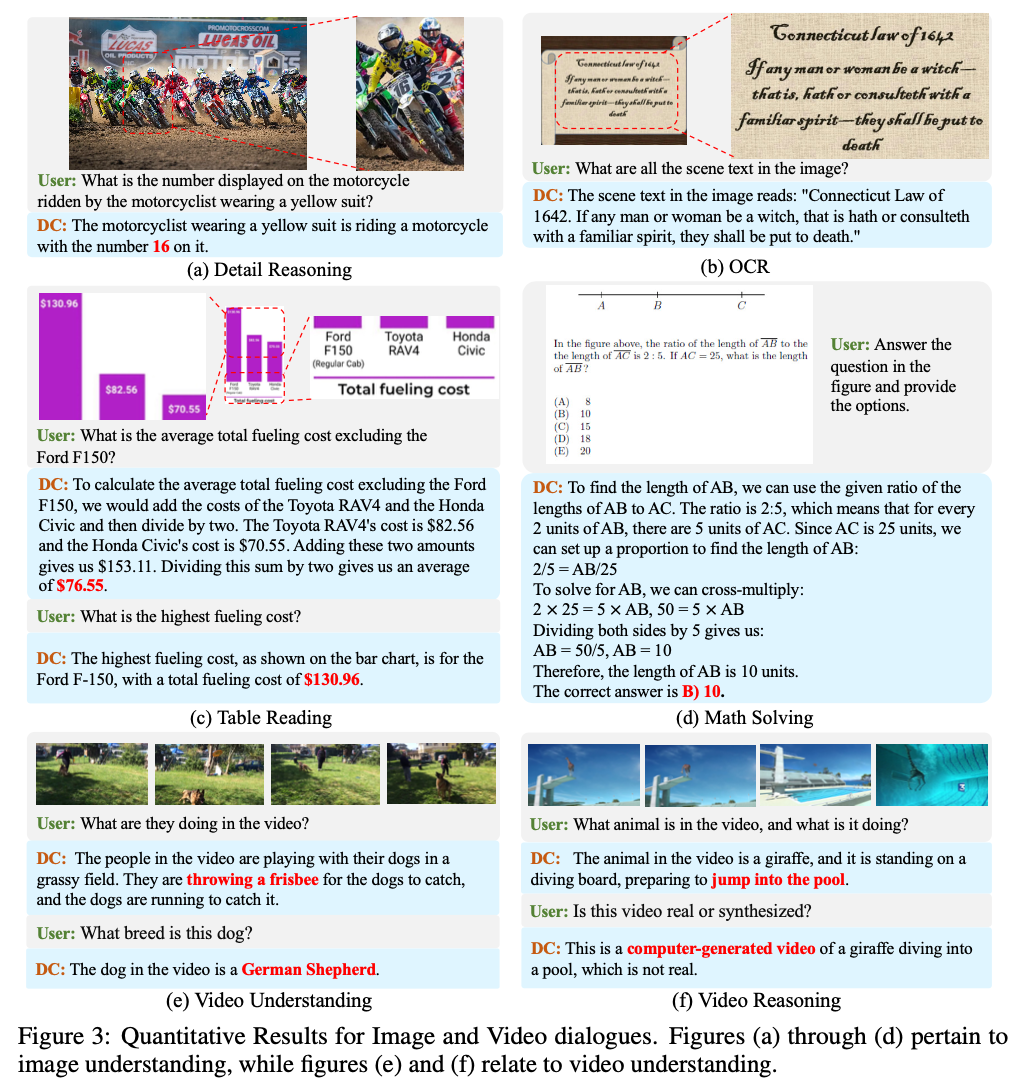 PROMOTOCROSS.COM
LUCAS
OIL PRODUCTS
LUCAS OIL
MOTOCROSS
16
2
User: What is the number displayed on the motorcycle
ridden by the motorcyclist wearing a yellow suit?
DC: The motorcyclist wearing a yellow suit is riding a motorcycle
with the number 16 on it.
(a) Detail Reasoning
Connecticut law of 1642
If any man or woman be a witch—
that is, hath or consulteth with a
familiar spirit—they shall be put to
death
Connecticut law of 1642
If any man or woman be a witch—
that is, hath or consulteth with a
familiar spirit—they shall be put to
death
User: What are all the scene text in the image?
DC: The scene text in the image reads: "Connecticut Law of
1642. If any man or woman be a witch, that is hath or consulteth
with a familiar spirit, they shall be put to death."
(b) OCR
$130.96
$82.56
$70.55
Ford
F150
(Regular Cab)
Toyota
RAV4
Honda
Civic
Total fueling cost
User: What is the average total fueling cost excluding the
Ford F150?
DC: To calculate the average total fueling cost excluding the Ford
F150, we would add the costs of the Toyota RAV4 and the Honda
Civic and then divide by two. The Toyota RAV4's cost is $82.56
and the Honda Civic's cost is $70.55. Adding these two amounts
gives us $153.11. Dividing this sum by two gives us an average
of $76.55.
User: What is the highest fueling cost?
DC: The highest fueling cost, as shown on the bar chart, is for the
Ford F-150, with a total fueling cost of $130.96.
(c) Table Reading
A B C
In the figure above, the ratio of the length of AB to the
the length of AC is 2 : 5. If AC = 25, what is the length
of AB?
(A) 8
(B) 10
(C) 15
(D) 18
(E) 20
User: Answer the
question in the
figure and provide
the options.
DC: To find the length of AB, we can use the given ratio of the
lengths of AB to AC. The ratio is 2:5, which means that for every
2 units of AB, there are 5 units of AC. Since AC is 25 units, we
can set up a proportion to find the length of AB:
2/5 = AB/25
To solve for AB, we can cross-multiply:
2 × 25 = 5 × AB, 50 = 5 × AB
Dividing both sides by 5 gives us:
AB = 50/5, AB = 10
Therefore, the length of AB is 10 units.
The correct answer is B) 10.
(d) Math Solving
User: What are they doing in the video?
DC: The people in the video are playing with their dogs in a
grassy field. They are throwing a frisbee for the dogs to catch,
and the dogs are running to catch it.
User: What breed is this dog?
DC: The dog in the video is a German Shepherd.
(e) Video Understanding
User: What animal is in the video, and what is it doing?
DC: The animal in the video is a giraffe, and it is standing on a
diving board, preparing to jump into the pool.
User: Is this video real or synthesized?
DC: This is a computer-generated video of a giraffe diving into
a pool, which is not real.
(f) Video Reasoning
Figure 3: Quantitative Results for Image and Video dialogues. Figures (a) through (d) pertain to
image understanding, while figures (e) and (f) relate to video understanding.